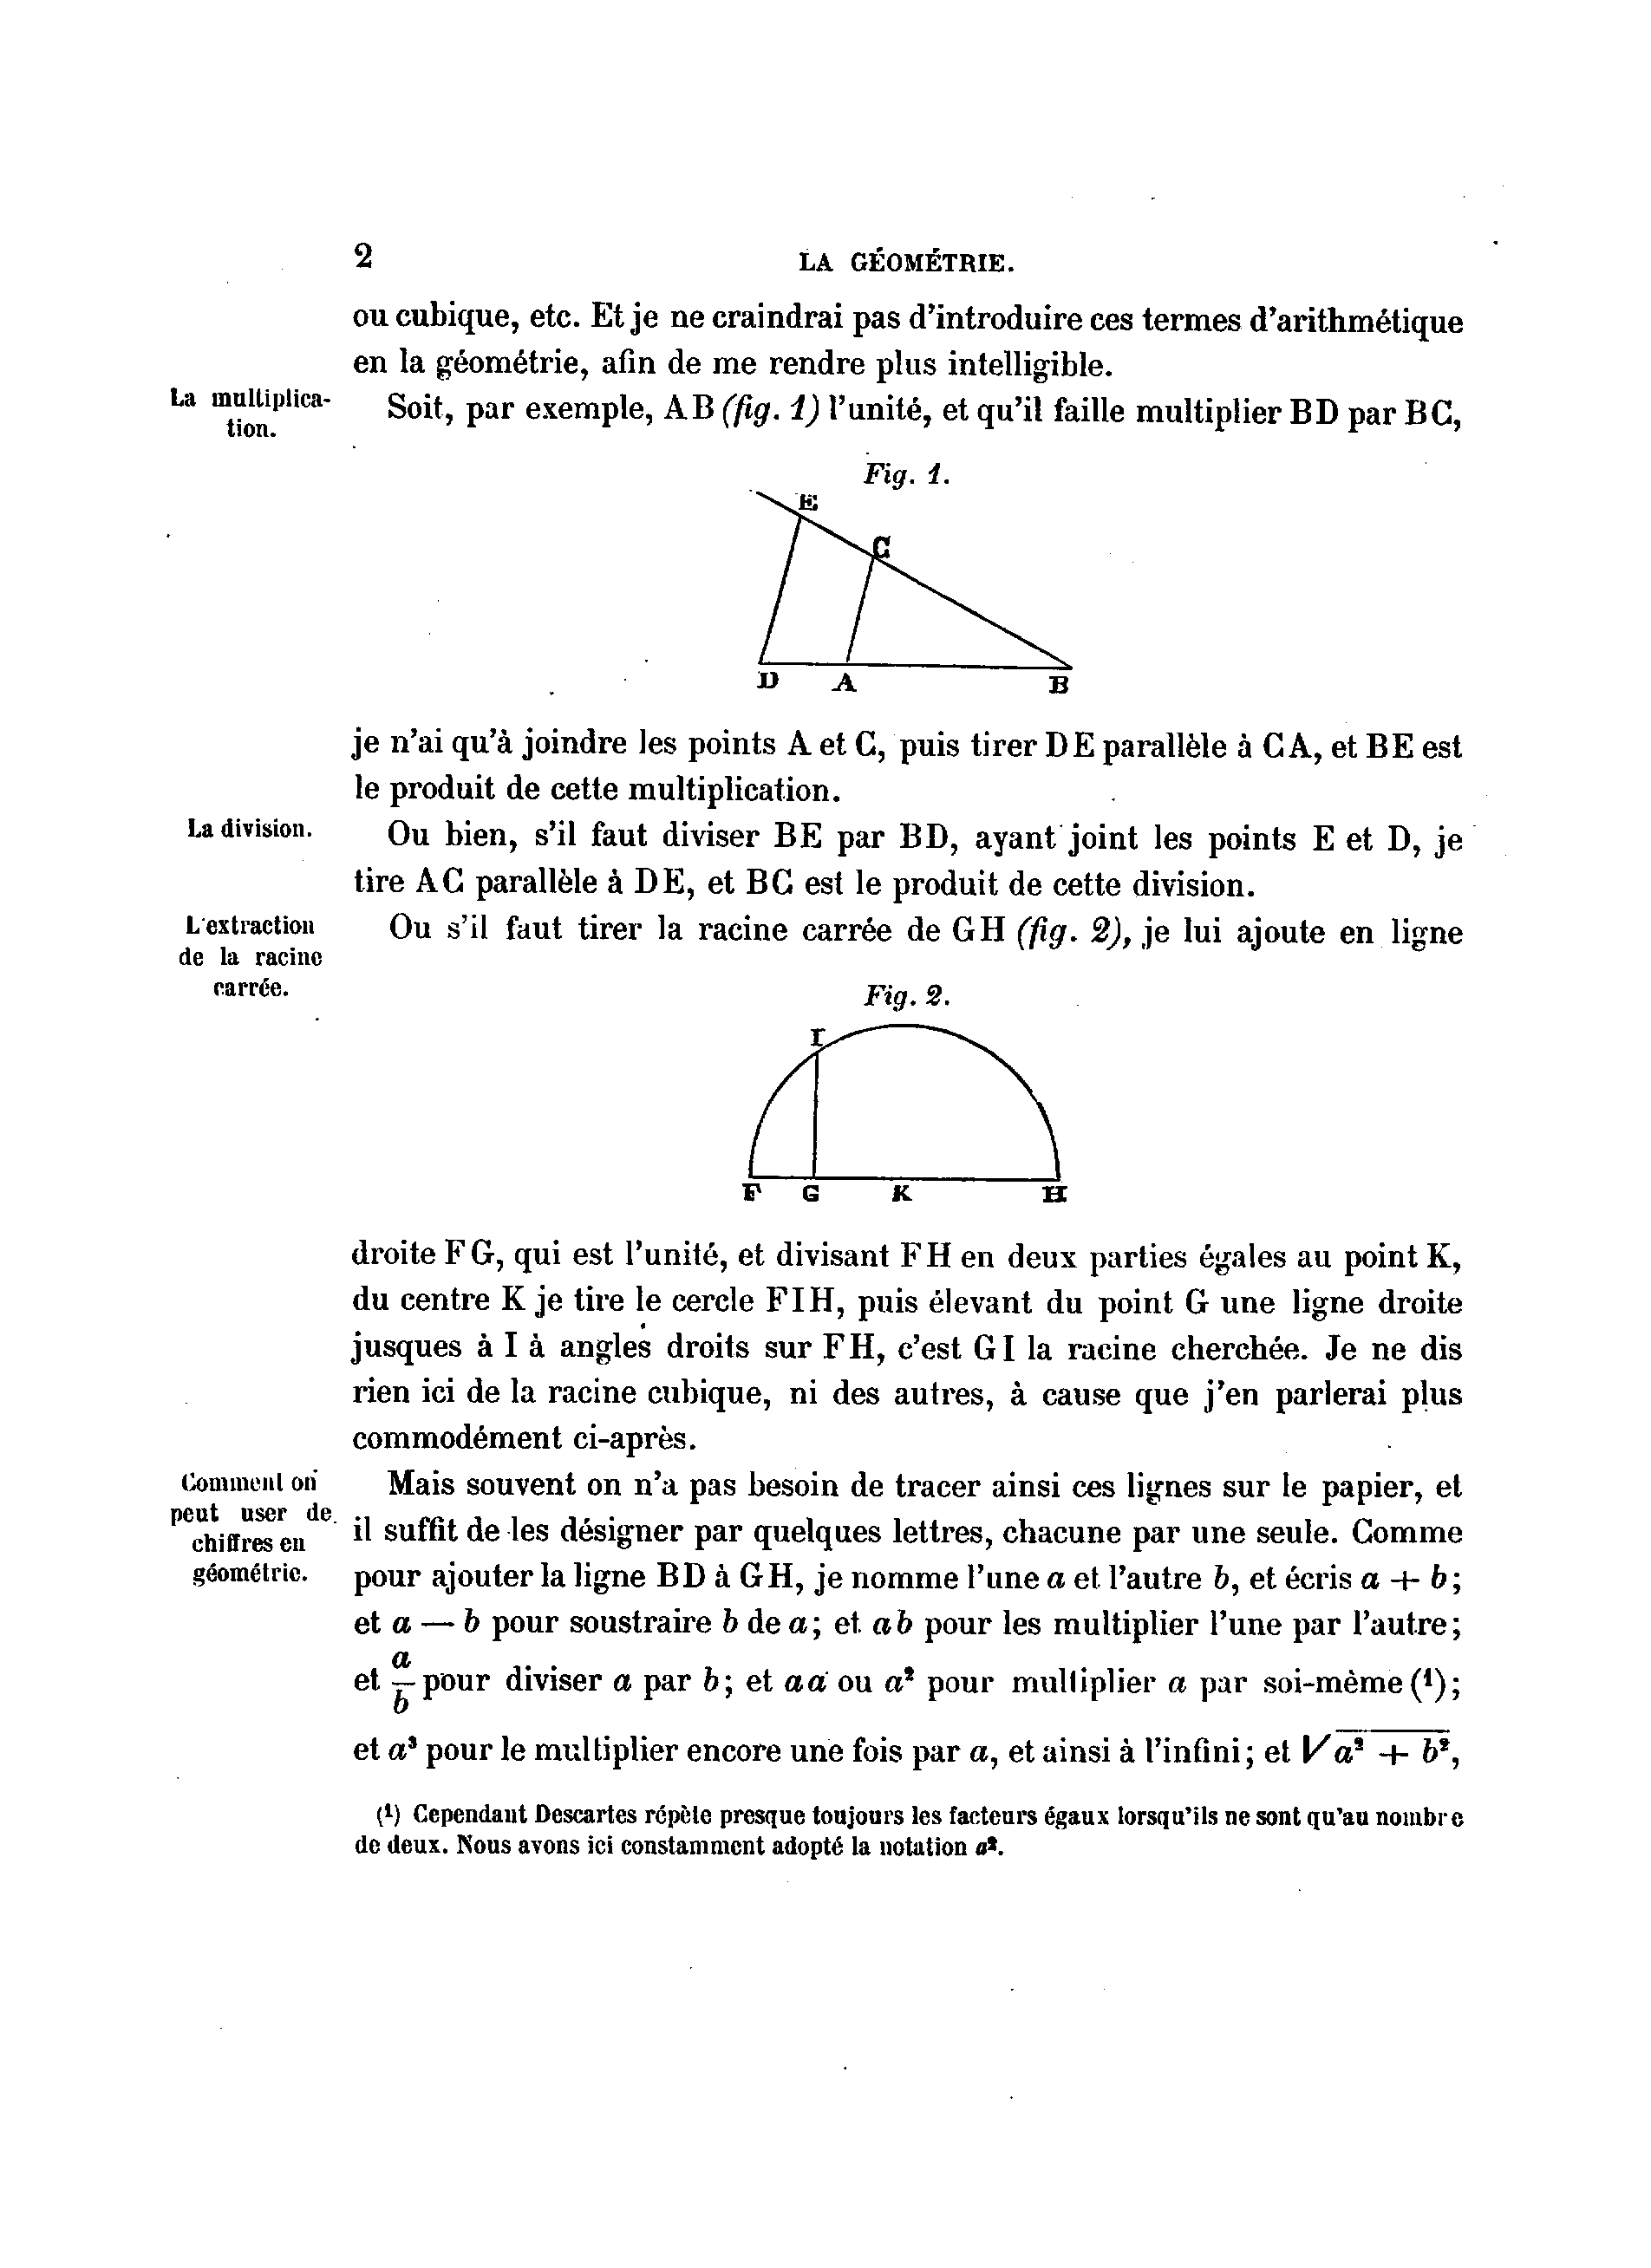 2
LA GÉOMÉTRIE.
ou cubique, etc. Et je ne craindrai pas d'introduire ces termes d'arithmétique
en la géométrie, afin de me rendre plus intelligible.
La multiplica-
tion.
Soit, par exemple, AB (fig. 1) l'unité, et qu'il faille multiplier BD par BC,
Fig. 1.
E
C
D A B
je n'ai qu'à joindre les points A et C, puis tirer DE parallèle à CA, et BE est
le produit de cette multiplication.
La division.
Ou bien, s'il faut diviser BE par BD, ayant joint les points E et D, je
tire AC parallèle à DE, et BC est le produit de cette division.
L'extraction
de la racine
carrée.
Ou s'il faut tirer la racine carrée de GH (fig. 2), je lui ajoute en ligne
Fig. 2.
I
F G K H
droite FG, qui est l'unité, et divisant FH en deux parties égales au point K,
du centre K je tire le cercle FIH, puis élevant du point G une ligne droite
jusques à I à angles droits sur FH, c'est GI la racine cherchée. Je ne dis
rien ici de la racine cubique, ni des autres, à cause que j'en parlerai plus
commodément ci-après.
Comment on
peut user de
chiffres en
géométrie.
Mais souvent on n'a pas besoin de tracer ainsi ces lignes sur le papier, et
il suffit de les désigner par quelques lettres, chacune par une seule. Comme
pour ajouter la ligne BD à GH, je nomme l'une a et l'autre b, et écris a + b;
et a — b pour soustraire b de a; et ab pour les multiplier l'une par l'autre;
et a/b pour diviser a par b; et aa ou a² pour multiplier a par soi-même (¹);
et a³ pour le multiplier encore une fois par a, et ainsi à l'infini; et √a² + b²,
(¹) Cependant Descartes répète presque toujours les facteurs égaux lorsqu'ils ne sont qu'au nombre
de deux. Nous avons ici constamment adopté la notation a².